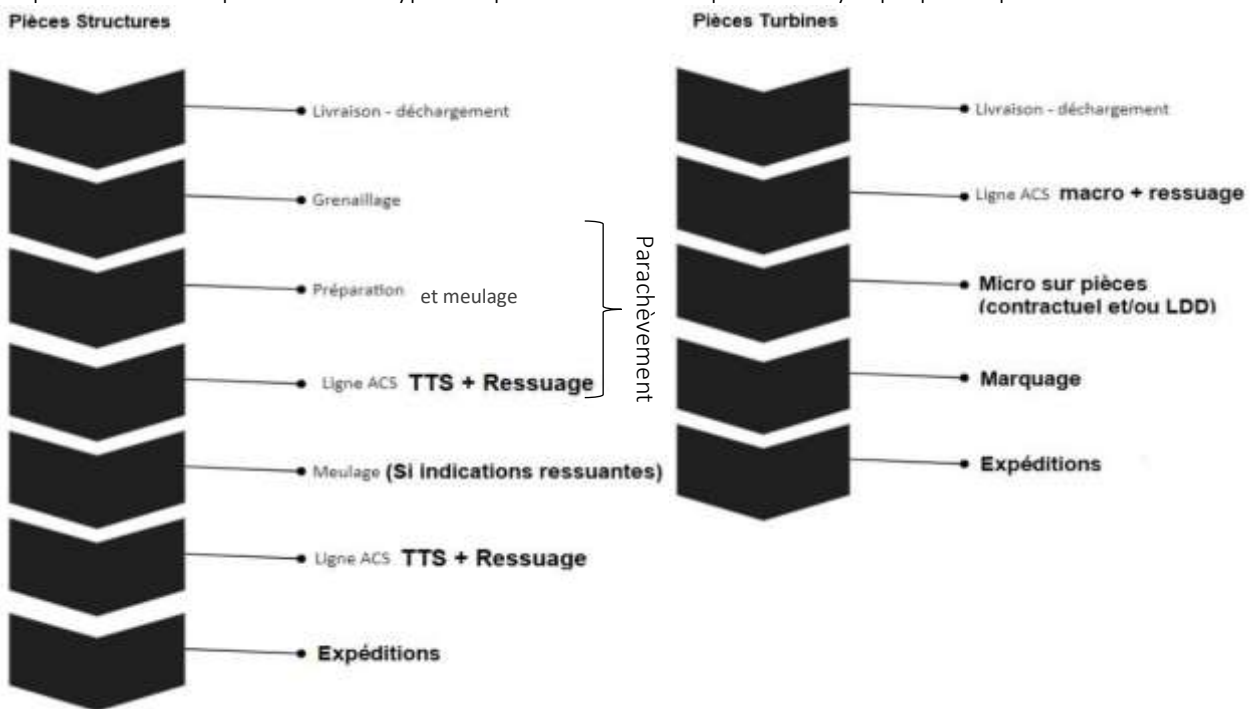 Pièces Structures
Livraison - déchargement
Grenaillage
Préparation et meulage
Ligne ACS TTS + Ressuage
Parachèvement
Meulage (Si indications ressuantes)
Ligne ACS TTS + Ressuage
Expéditions
Pièces Turbines
Livraison - déchargement
Ligne ACS macro + ressuage
Micro sur pièces
(contractuel et/ou LDD)
Marquage
Expéditions